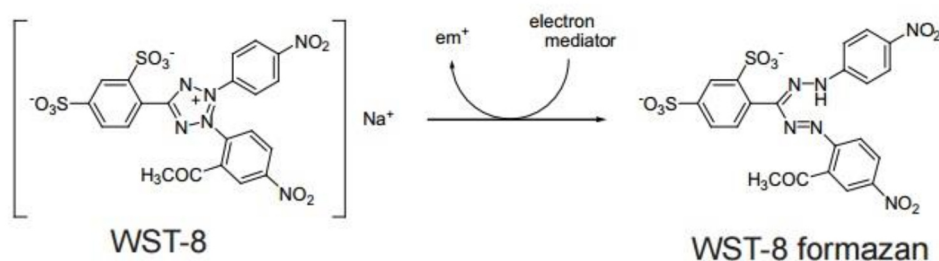 NO₂
SO₃⁻
⁻O₃S
N
N
+
N
N
H₃COC
NO₂
Na⁺
WST-8
em⁺
electron
mediator
NO₂
SO₃⁻
⁻O₃S
N-N
H
N=N
H₃COC
NO₂
WST-8 formazan